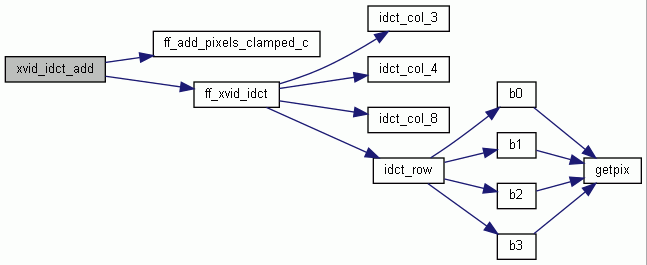 xvid_idct_add
ff_add_pixels_clamped_c
ff_xvid_idct
idct_col_3
idct_col_4
idct_col_8
idct_row
b0
b1
b2
b3
getpix